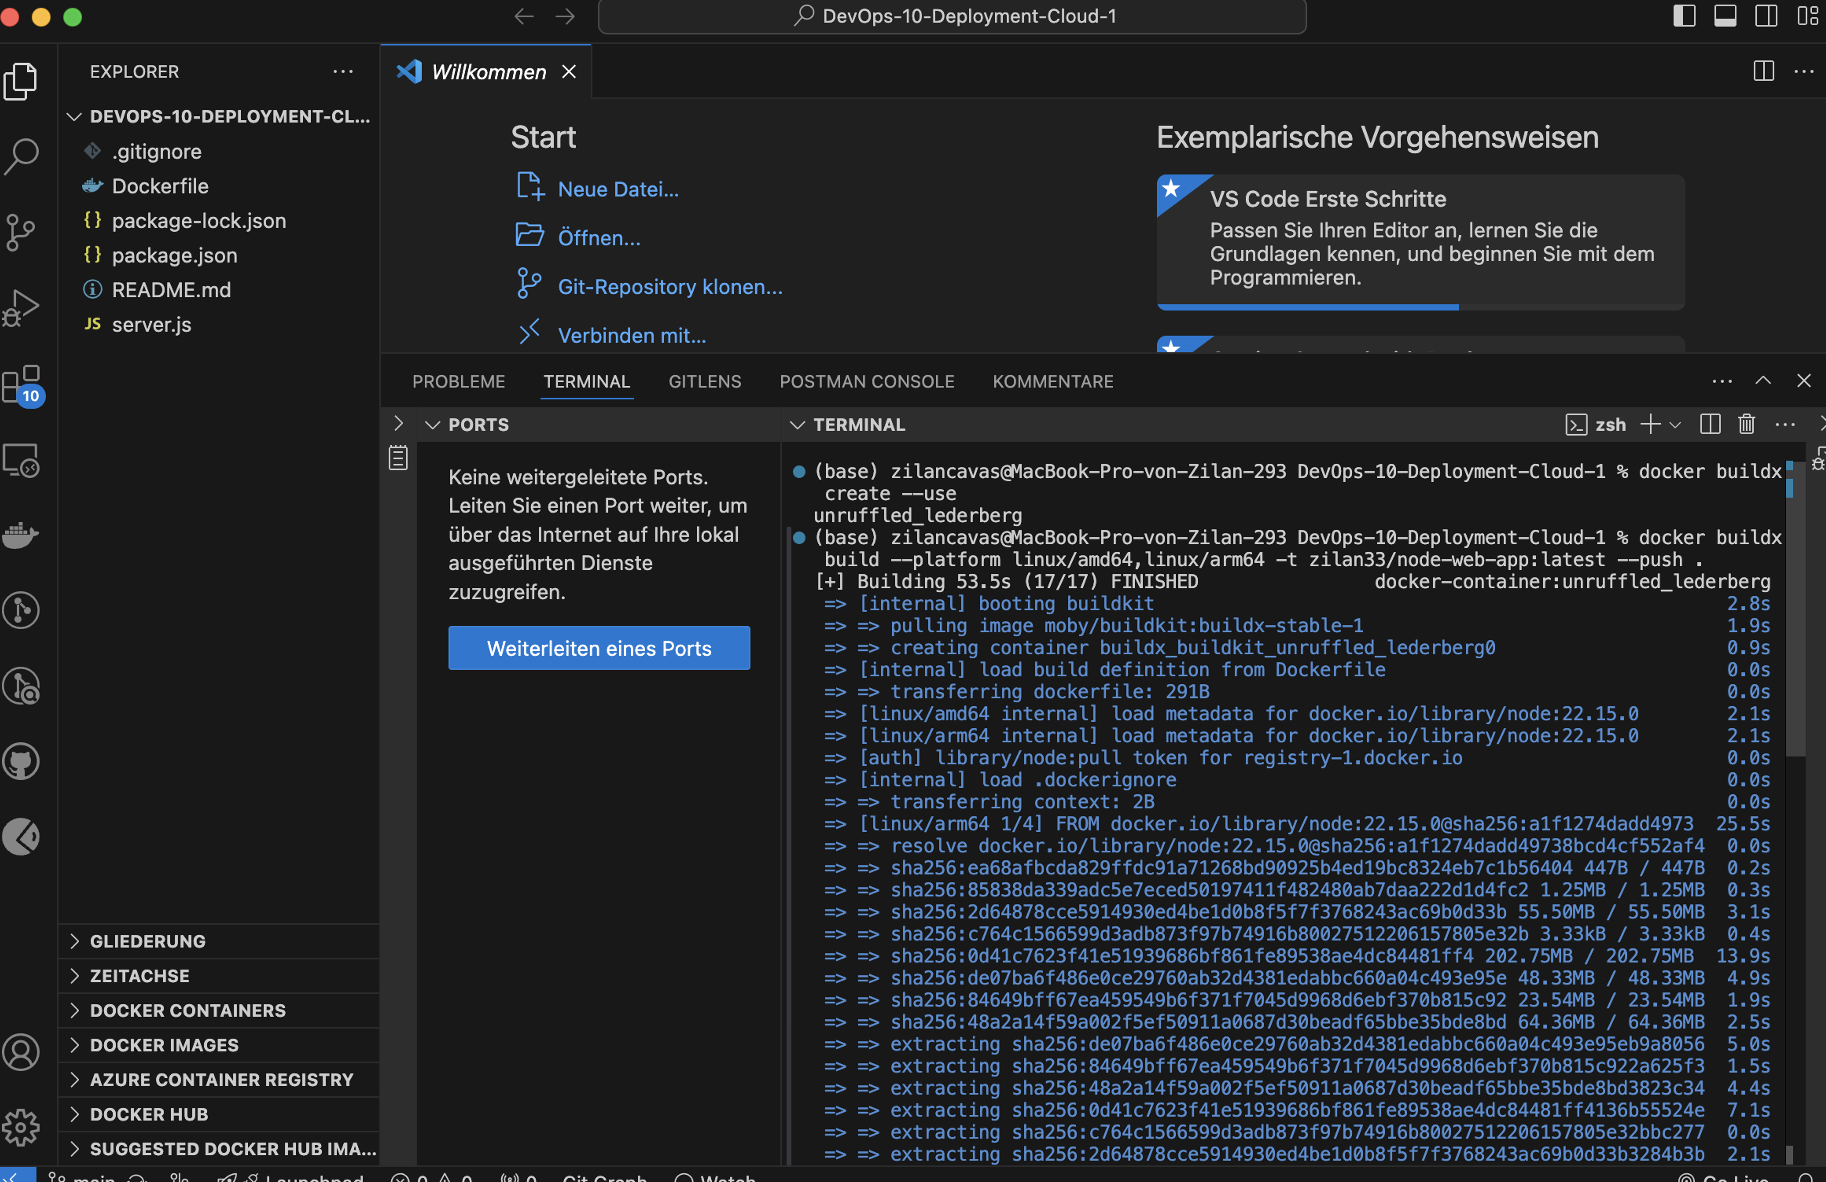 DevOps-10-Deployment-Cloud-1
EXPLORER
DEVOPS-10-DEPLOYMENT-CL...
.gitignore
Dockerfile
package-lock.json
package.json
README.md
JS server.js
10
GLIEDERUNG
ZEITACHSE
DOCKER CONTAINERS
DOCKER IMAGES
AZURE CONTAINER REGISTRY
DOCKER HUB
SUGGESTED DOCKER HUB IMA...
Willkommen
Start
Neue Datei...
Öffnen...
Git-Repository klonen...
Verbinden mit...
Exemplarische Vorgehensweisen
VS Code Erste Schritte
Passen Sie Ihren Editor an, lernen Sie die
Grundlagen kennen, und beginnen Sie mit dem
Programmieren.
PROBLEME TERMINAL GITLENS POSTMAN CONSOLE KOMMENTARE
PORTS
Keine weitergeleitete Ports.
Leiten Sie einen Port weiter, um
über das Internet auf Ihre lokal
ausgeführten Dienste
zuzugreifen.
Weiterleiten eines Ports
TERMINAL
zsh
(base) zilancavas@MacBook-Pro-von-Zilan-293 DevOps-10-Deployment-Cloud-1 % docker buildx
create --use
unruffled_lederberg
(base) zilancavas@MacBook-Pro-von-Zilan-293 DevOps-10-Deployment-Cloud-1 % docker buildx
build --platform linux/amd64,linux/arm64 -t zilan33/node-web-app:latest --push .
[+] Building 53.5s (17/17) FINISHED docker-container:unruffled_lederberg
=> [internal] booting buildkit 2.8s
=> => pulling image moby/buildkit:buildx-stable-1 1.9s
=> => creating container buildx_buildkit_unruffled_lederberg0 0.9s
=> [internal] load build definition from Dockerfile 0.0s
=> => transferring dockerfile: 291B 0.0s
=> [linux/amd64 internal] load metadata for docker.io/library/node:22.15.0 2.1s
=> [linux/arm64 internal] load metadata for docker.io/library/node:22.15.0 2.1s
=> [auth] library/node:pull token for registry-1.docker.io 0.0s
=> [internal] load .dockerignore 0.0s
=> => transferring context: 2B 0.0s
=> [linux/arm64 1/4] FROM docker.io/library/node:22.15.0@sha256:a1f1274dadd4973 25.5s
=> => resolve docker.io/library/node:22.15.0@sha256:a1f1274dadd49738bcd4cf552af4 0.0s
=> => sha256:ea68afbcda829ffdc91a71268bd90925b4ed19bc8324eb7c1b56404 447B / 447B 0.2s
=> => sha256:85838da339adc5e7eced50197411f482480ab7daa222d1d4fc2 1.25MB / 1.25MB 0.3s
=> => sha256:2d64878cce5914930ed4be1d0b8f5f7f3768243ac69b0d33b 55.50MB / 55.50MB 3.1s
=> => sha256:c764c1566599d3adb873f97b74916b80027512206157805e32b 3.33kB / 3.33kB 0.4s
=> => sha256:0d41c7623f41e51939686bf861fe89538ae4dc84481ff4 202.75MB / 202.75MB 13.9s
=> => sha256:de07ba6f486e0ce29760ab32d4381edabbc660a04c493e95e 48.33MB / 48.33MB 4.9s
=> => sha256:84649bff67ea459549b6f371f7045d9968d6ebf370b815c92 23.54MB / 23.54MB 1.9s
=> => sha256:48a2a14f59a002f5ef50911a0687d30beadf65bbe35bde8bd 64.36MB / 64.36MB 2.5s
=> => extracting sha256:de07ba6f486e0ce29760ab32d4381edabbc660a04c493e95eb9a8056 5.0s
=> => extracting sha256:84649bff67ea459549b6f371f7045d9968d6ebf370b815c922a625f3 1.5s
=> => extracting sha256:48a2a14f59a002f5ef50911a0687d30beadf65bbe35bde8bd3823c34 4.4s
=> => extracting sha256:0d41c7623f41e51939686bf861fe89538ae4dc84481ff4136b55524e 7.1s
=> => extracting sha256:c764c1566599d3adb873f97b74916b80027512206157805e32bbc277 0.0s
=> => extracting sha256:2d64878cce5914930ed4be1d0b8f5f7f3768243ac69b0d33b3284b3b 2.1s
main Launchpad 0 0 0 Git Graph Watch Go Live